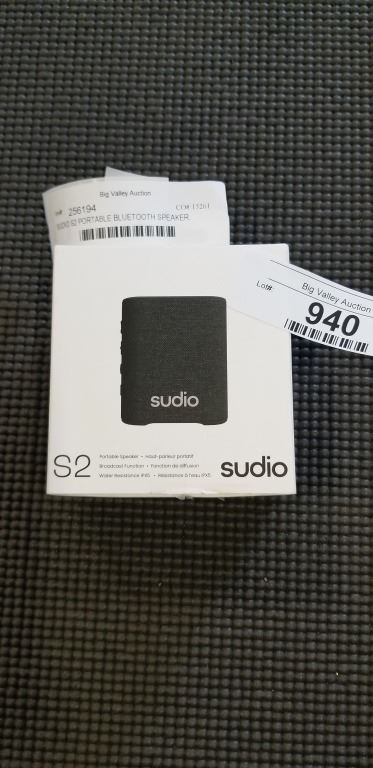 Big Valley Auction
256194
CO# 13261
SUDIO S2 PORTABLE BLUETOOTH SPEAKER.
Big Valley Auction
Lot#
940
sudio
S2
Portable Speaker • Haut-parleur portatif
Broadcast Function • Fonction de diffusion
Water Resistance IPX5 • Résistance à l'eau IPX5
sudio